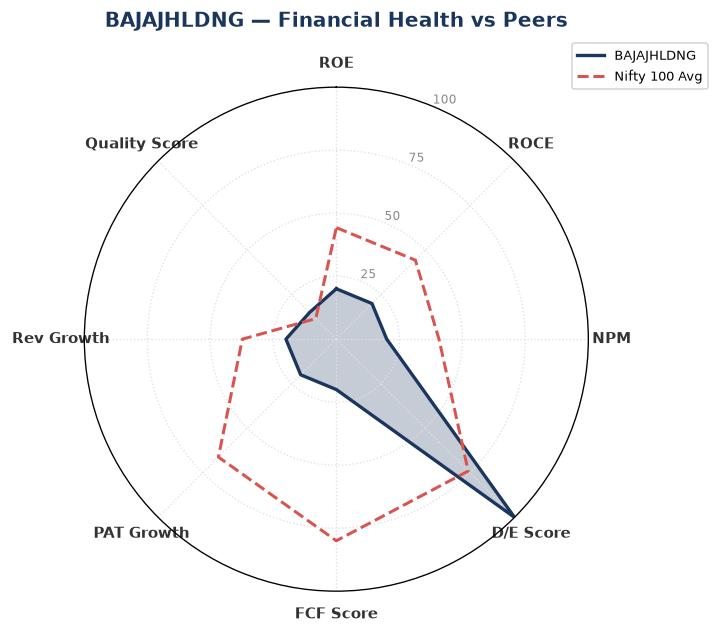 BAJAJHLDNG — Financial Health vs Peers
BAJAJHLDNG
Nifty 100 Avg
ROE
100
Quality Score
ROCE
75
50
25
Rev Growth
NPM
PAT Growth
D/E Score
FCF Score